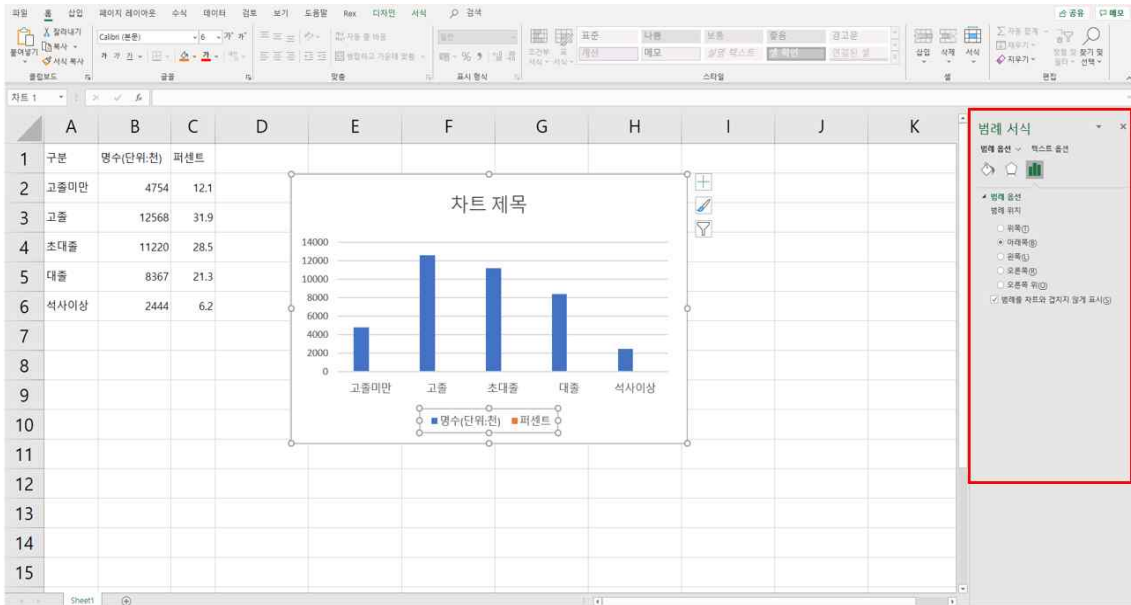 파일 홈 삽입 페이지 레이아웃 수식 데이터 검토 보기 도움말 Rex 디자인 서식 검색 공유 메모
붙여넣기 잘라내기 복사 서식 복사
Calibri (본문) 6
표준 나쁨 보통 좋음 경고문
계산 메모 설명 텍스트 셀 확인 연결된 셀
삽입 삭제 서식
자동 합계 채우기 지우기
찾기 및 선택
클립보드 글꼴 맞춤 표시 형식 스타일 셀 편집
차트 1 fx
A B C D E F G H I J K
1 구분 명수(단위:천) 퍼센트
2 고졸미만 4754 12.1
3 고졸 12568 31.9
4 초대졸 11220 28.5
5 대졸 8367 21.3
6 석사이상 2444 6.2
7
8
9
10
11
12
13
14
15
차트 제목
14000
12000
10000
8000
6000
4000
2000
0
고졸미만 고졸 초대졸 대졸 석사이상
명수(단위:천) 퍼센트
범례 서식
범례 옵션 텍스트 옵션
범례 옵션
범례 위치
위쪽(T)
아래쪽(B)
왼쪽(L)
오른쪽(R)
오른쪽 위(O)
범례를 차트와 겹치지 않게 표시(S)
Sheet1